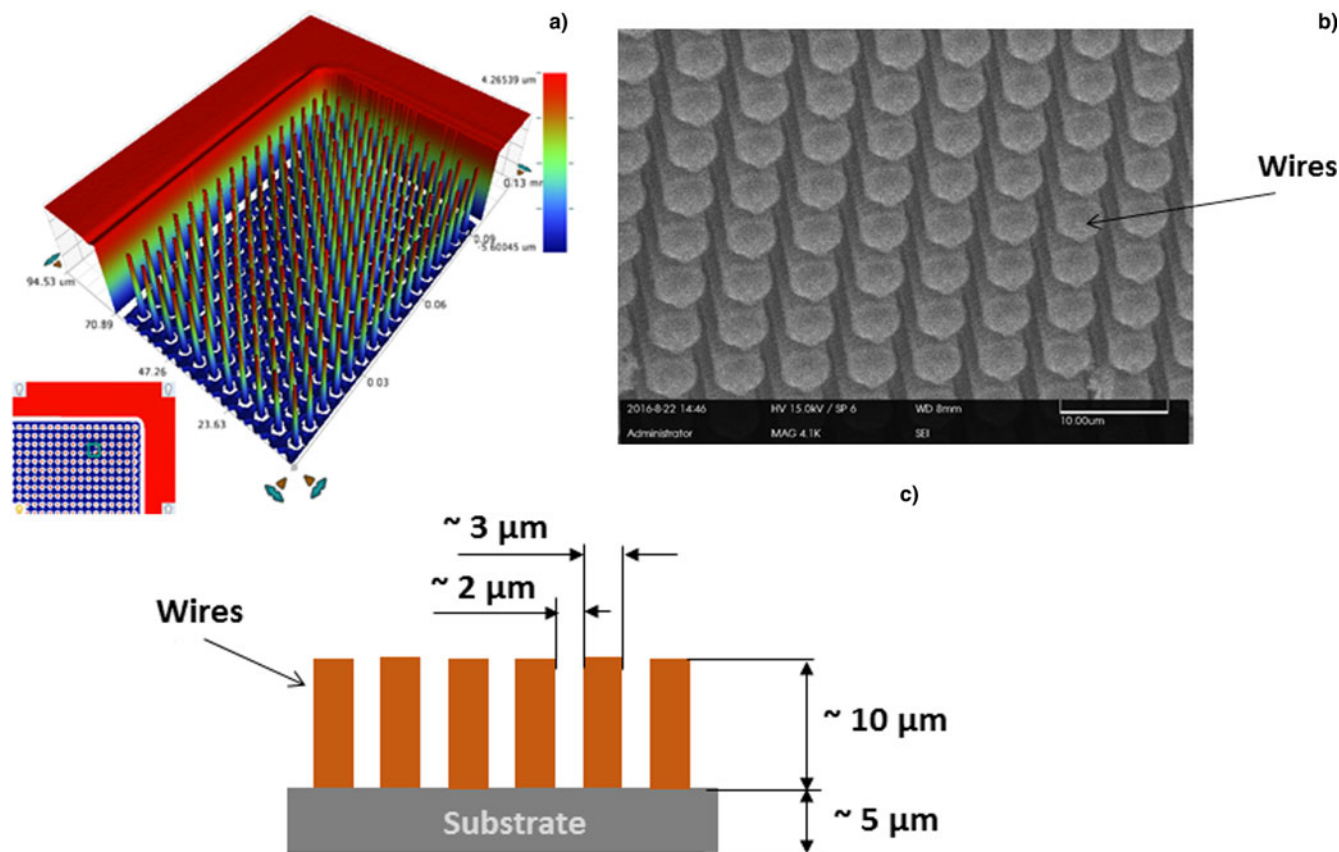 a)
4.26539 um
0.13 mm
-5.60045 um
0.09
0.06
0.03
94.53 um
70.89
47.26
23.63
b)
Wires
2016-8-22 14:46 HV 15.0kV / SP 6 WD 8mm
Administrator MAG 4.1K SEI 10.00um
c)
~ 3 μm
~ 2 μm
Wires
~ 10 μm
~ 5 μm
Substrate